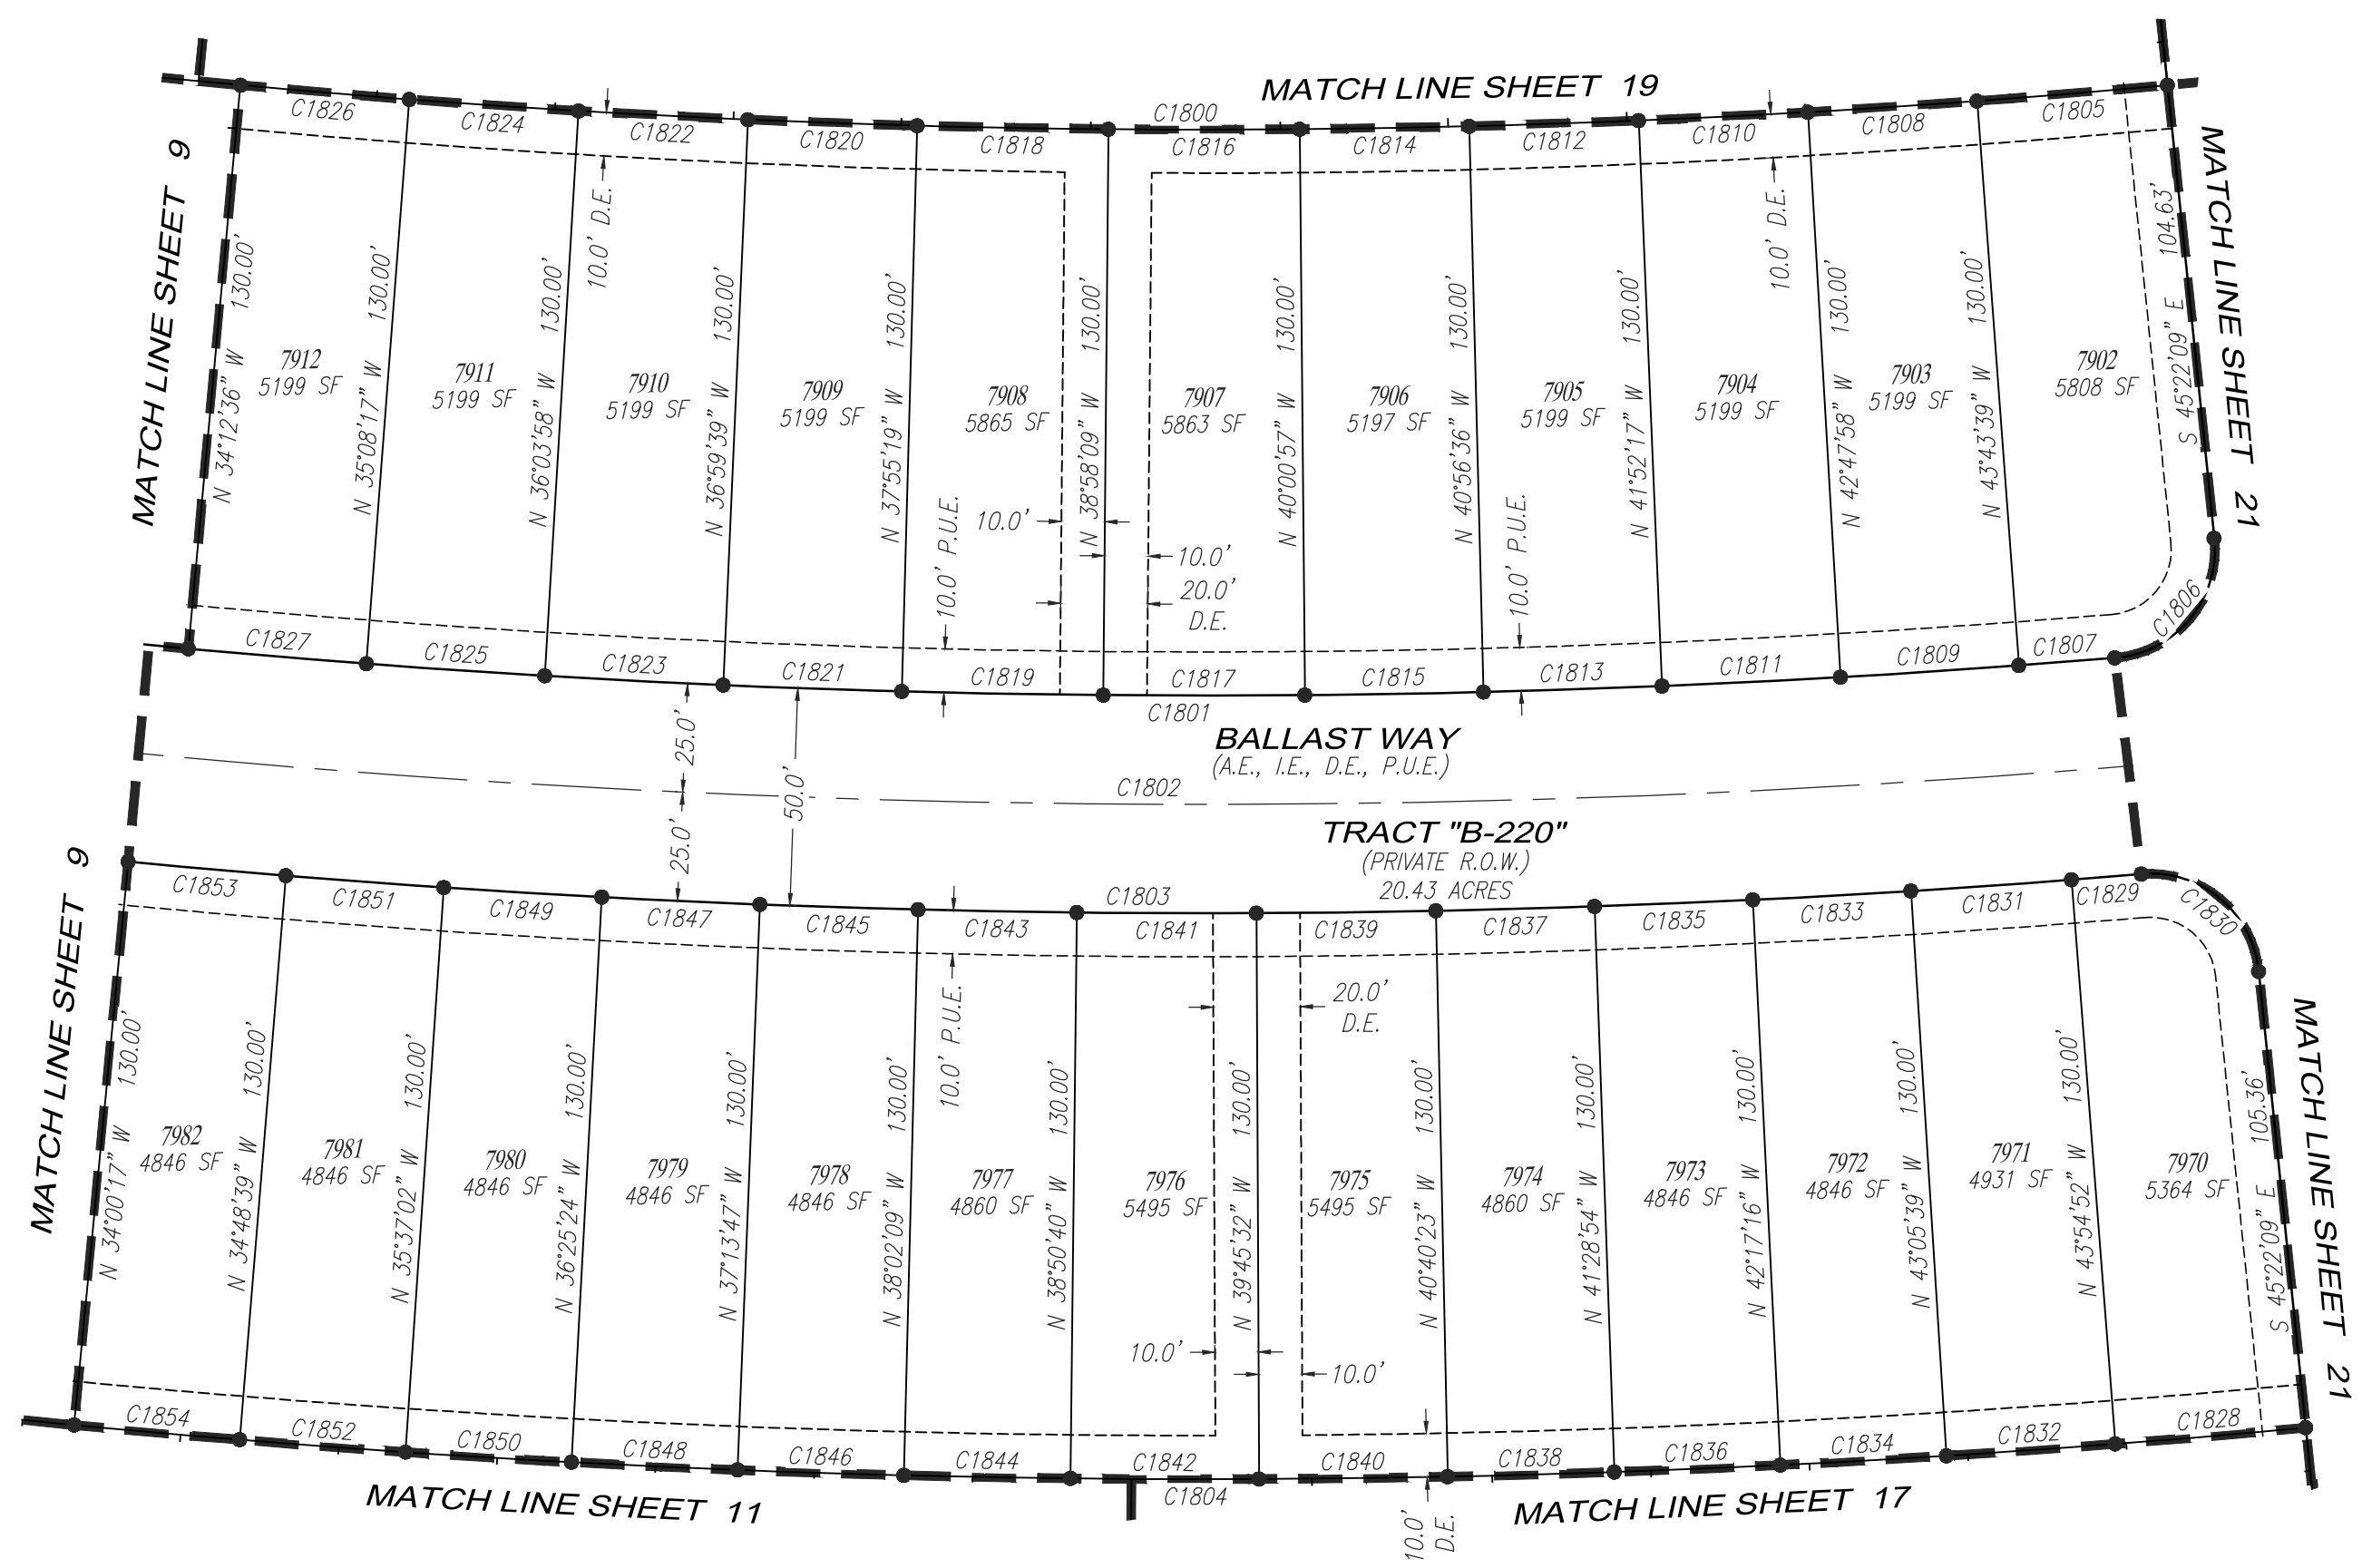 MATCH LINE SHEET 19
C1800
C1826
C1824
C1822
C1820
C1818
C1816
C1814
C1812
C1810
C1808
C1805
MATCH LINE SHEET 9
MATCH LINE SHEET 21
10.0' D.E.
10.0' D.E.
N 34°12'36" W 130.00'
N 35°08'17" W 130.00'
N 36°03'58" W 130.00'
N 36°59'39" W 130.00'
N 37°55'19" W 130.00'
N 38°58'09" W 130.00'
N 40°00'57" W 130.00'
N 40°56'36" W 130.00'
N 41°52'17" W 130.00'
N 42°47'58" W 130.00'
N 43°43'39" W 130.00'
S 45°22'09" E 104.63'
7912
5199 SF
7911
5199 SF
7910
5199 SF
7909
5199 SF
7908
5865 SF
7907
5863 SF
7906
5197 SF
7905
5199 SF
7904
5199 SF
7903
5199 SF
7902
5808 SF
10.0' P.U.E.
10.0'
10.0'
20.0'
D.E.
10.0' P.U.E.
C1827
C1825
C1823
C1821
C1819
C1817
C1815
C1813
C1811
C1809
C1807
C1806
C1801
BALLAST WAY
(A.E., I.E., D.E., P.U.E.)
25.0'
25.0'
50.0'
C1802
TRACT "B-220"
(PRIVATE R.O.W.)
20.43 ACRES
C1803
C1853
C1851
C1849
C1847
C1845
C1843
C1841
C1839
C1837
C1835
C1833
C1831
C1829
C1830
MATCH LINE SHEET 9
MATCH LINE SHEET 21
10.0' P.U.E.
20.0'
D.E.
N 34°00'17" W 130.00'
N 34°48'39" W 130.00'
N 35°37'02" W 130.00'
N 36°25'24" W 130.00'
N 37°13'47" W 130.00'
N 38°02'09" W 130.00'
N 38°50'40" W 130.00'
N 39°45'32" W 130.00'
N 40°40'23" W 130.00'
N 41°28'54" W 130.00'
N 42°17'16" W 130.00'
N 43°05'39" W 130.00'
N 43°54'52" W 130.00'
S 45°22'09" E 105.36'
7982
4846 SF
7981
4846 SF
7980
4846 SF
7979
4846 SF
7978
4846 SF
7977
4860 SF
7976
5495 SF
7975
5495 SF
7974
4860 SF
7973
4846 SF
7972
4846 SF
7971
4931 SF
7970
5364 SF
10.0'
10.0'
C1854
C1852
C1850
C1848
C1846
C1844
C1842
C1840
C1838
C1836
C1834
C1832
C1828
C1804
MATCH LINE SHEET 11
MATCH LINE SHEET 17
10.0'
D.E.